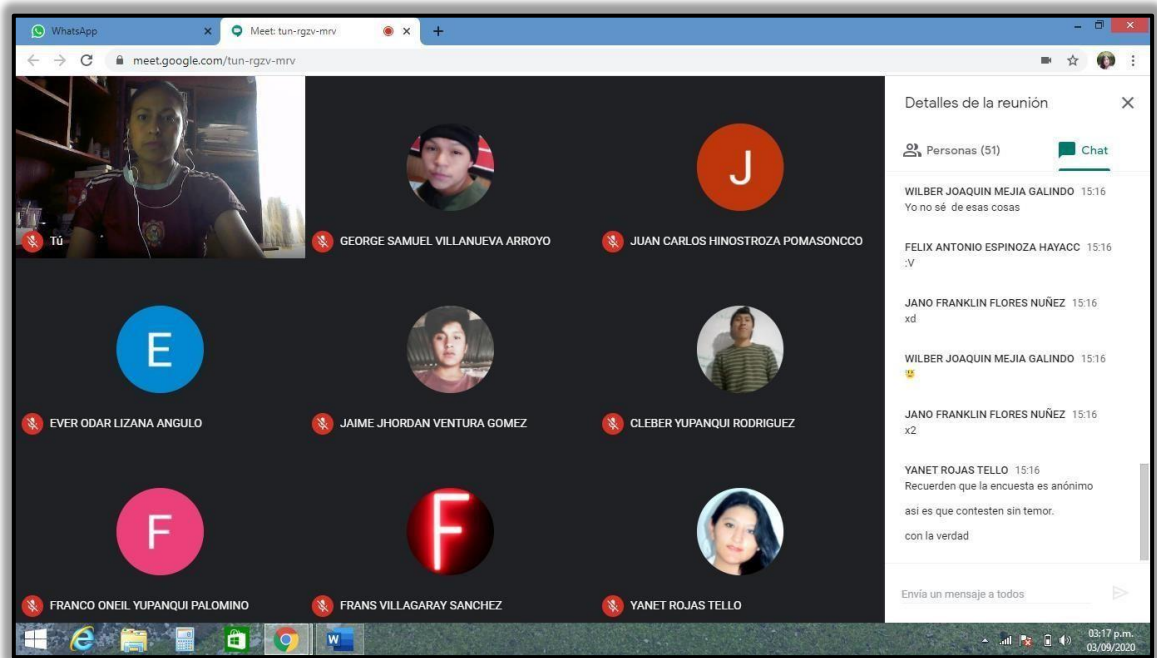 WhatsApp
Meet: tun-rgzv-mrv
meet.google.com/tun-rgzv-mrv
Tú
GEORGE SAMUEL VILLANUEVA ARROYO
J
JUAN CARLOS HINOSTROZA POMASONCCO
E
EVER ODAR LIZANA ANGULO
JAIME JHORDAN VENTURA GOMEZ
CLEBER YUPANQUI RODRIGUEZ
F
FRANCO ONEIL YUPANQUI PALOMINO
F
FRANS VILLAGARAY SANCHEZ
YANET ROJAS TELLO
Detalles de la reunión
Personas (51)
Chat
WILBER JOAQUIN MEJIA GALINDO 15:16
Yo no sé de esas cosas
FELIX ANTONIO ESPINOZA HAYACC 15:16
:V
JANO FRANKLIN FLORES NUÑEZ 15:16
xd
WILBER JOAQUIN MEJIA GALINDO 15:16
JANO FRANKLIN FLORES NUÑEZ 15:16
x2
YANET ROJAS TELLO 15:16
Recuerden que la encuesta es anónimo
asi es que contesten sin temor.
con la verdad
Envía un mensaje a todos
03:17 p.m.
03/09/2020